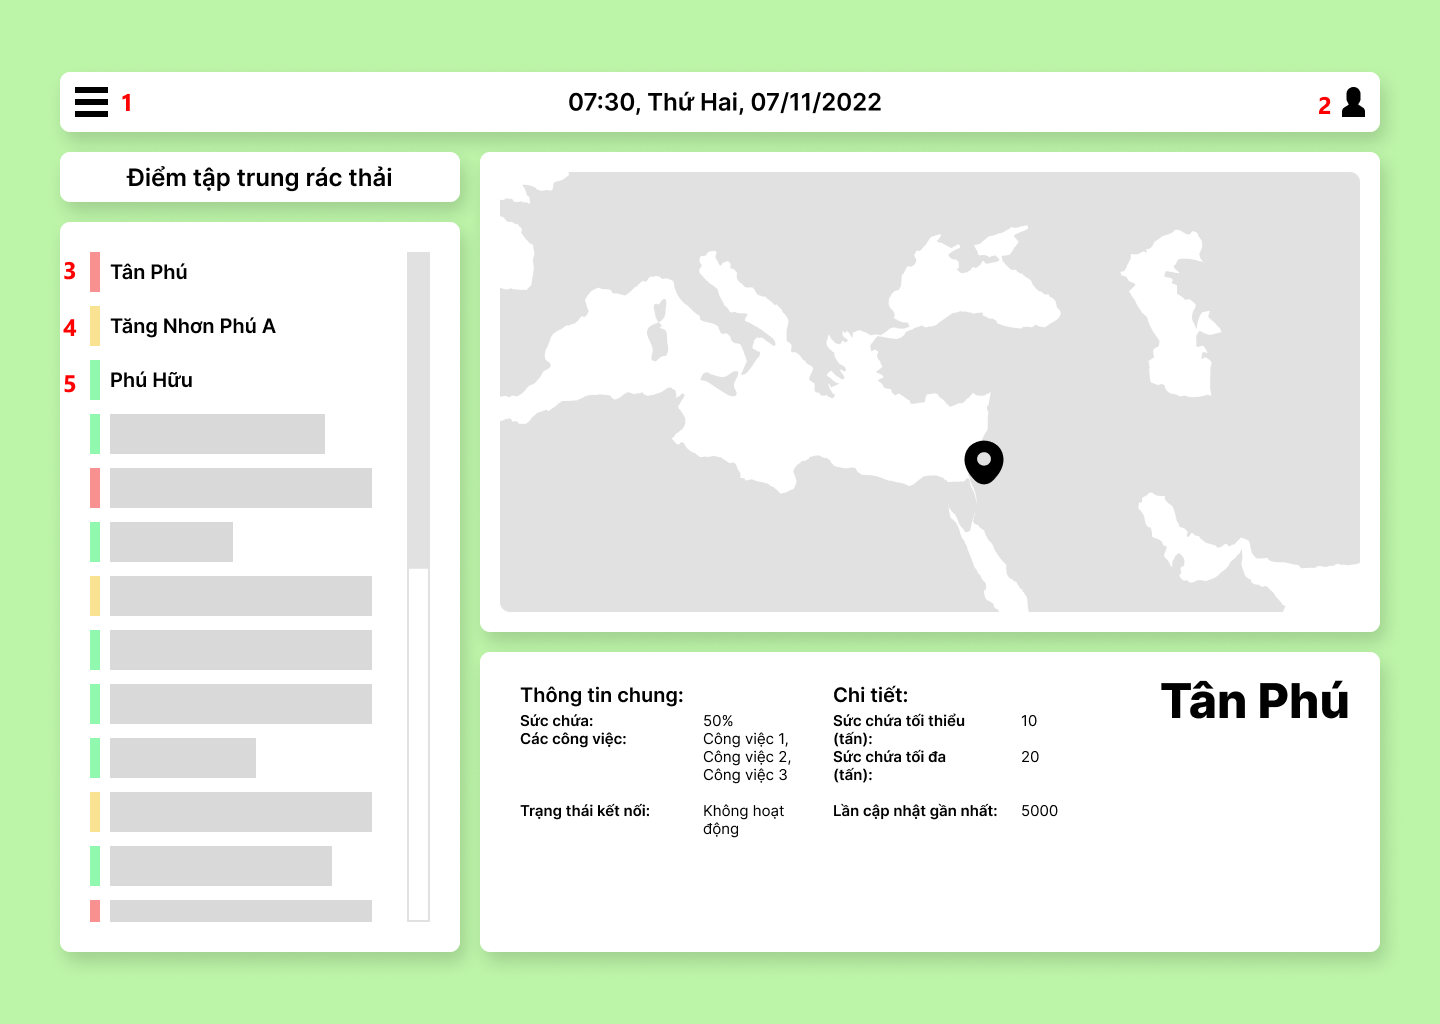 1
07:30, Thứ Hai, 07/11/2022
2
Điểm tập trung rác thải
3 Tân Phú
4 Tăng Nhơn Phú A
5 Phú Hữu
Tân Phú
Thông tin chung:
Sức chứa: 50%
Các công việc: Công việc 1,
Công việc 2,
Công việc 3
Trạng thái kết nối: Không hoạt
động
Chi tiết:
Sức chứa tối thiểu 10
(tấn):
Sức chứa tối đa 20
(tấn):
Lần cập nhật gần nhất: 5000